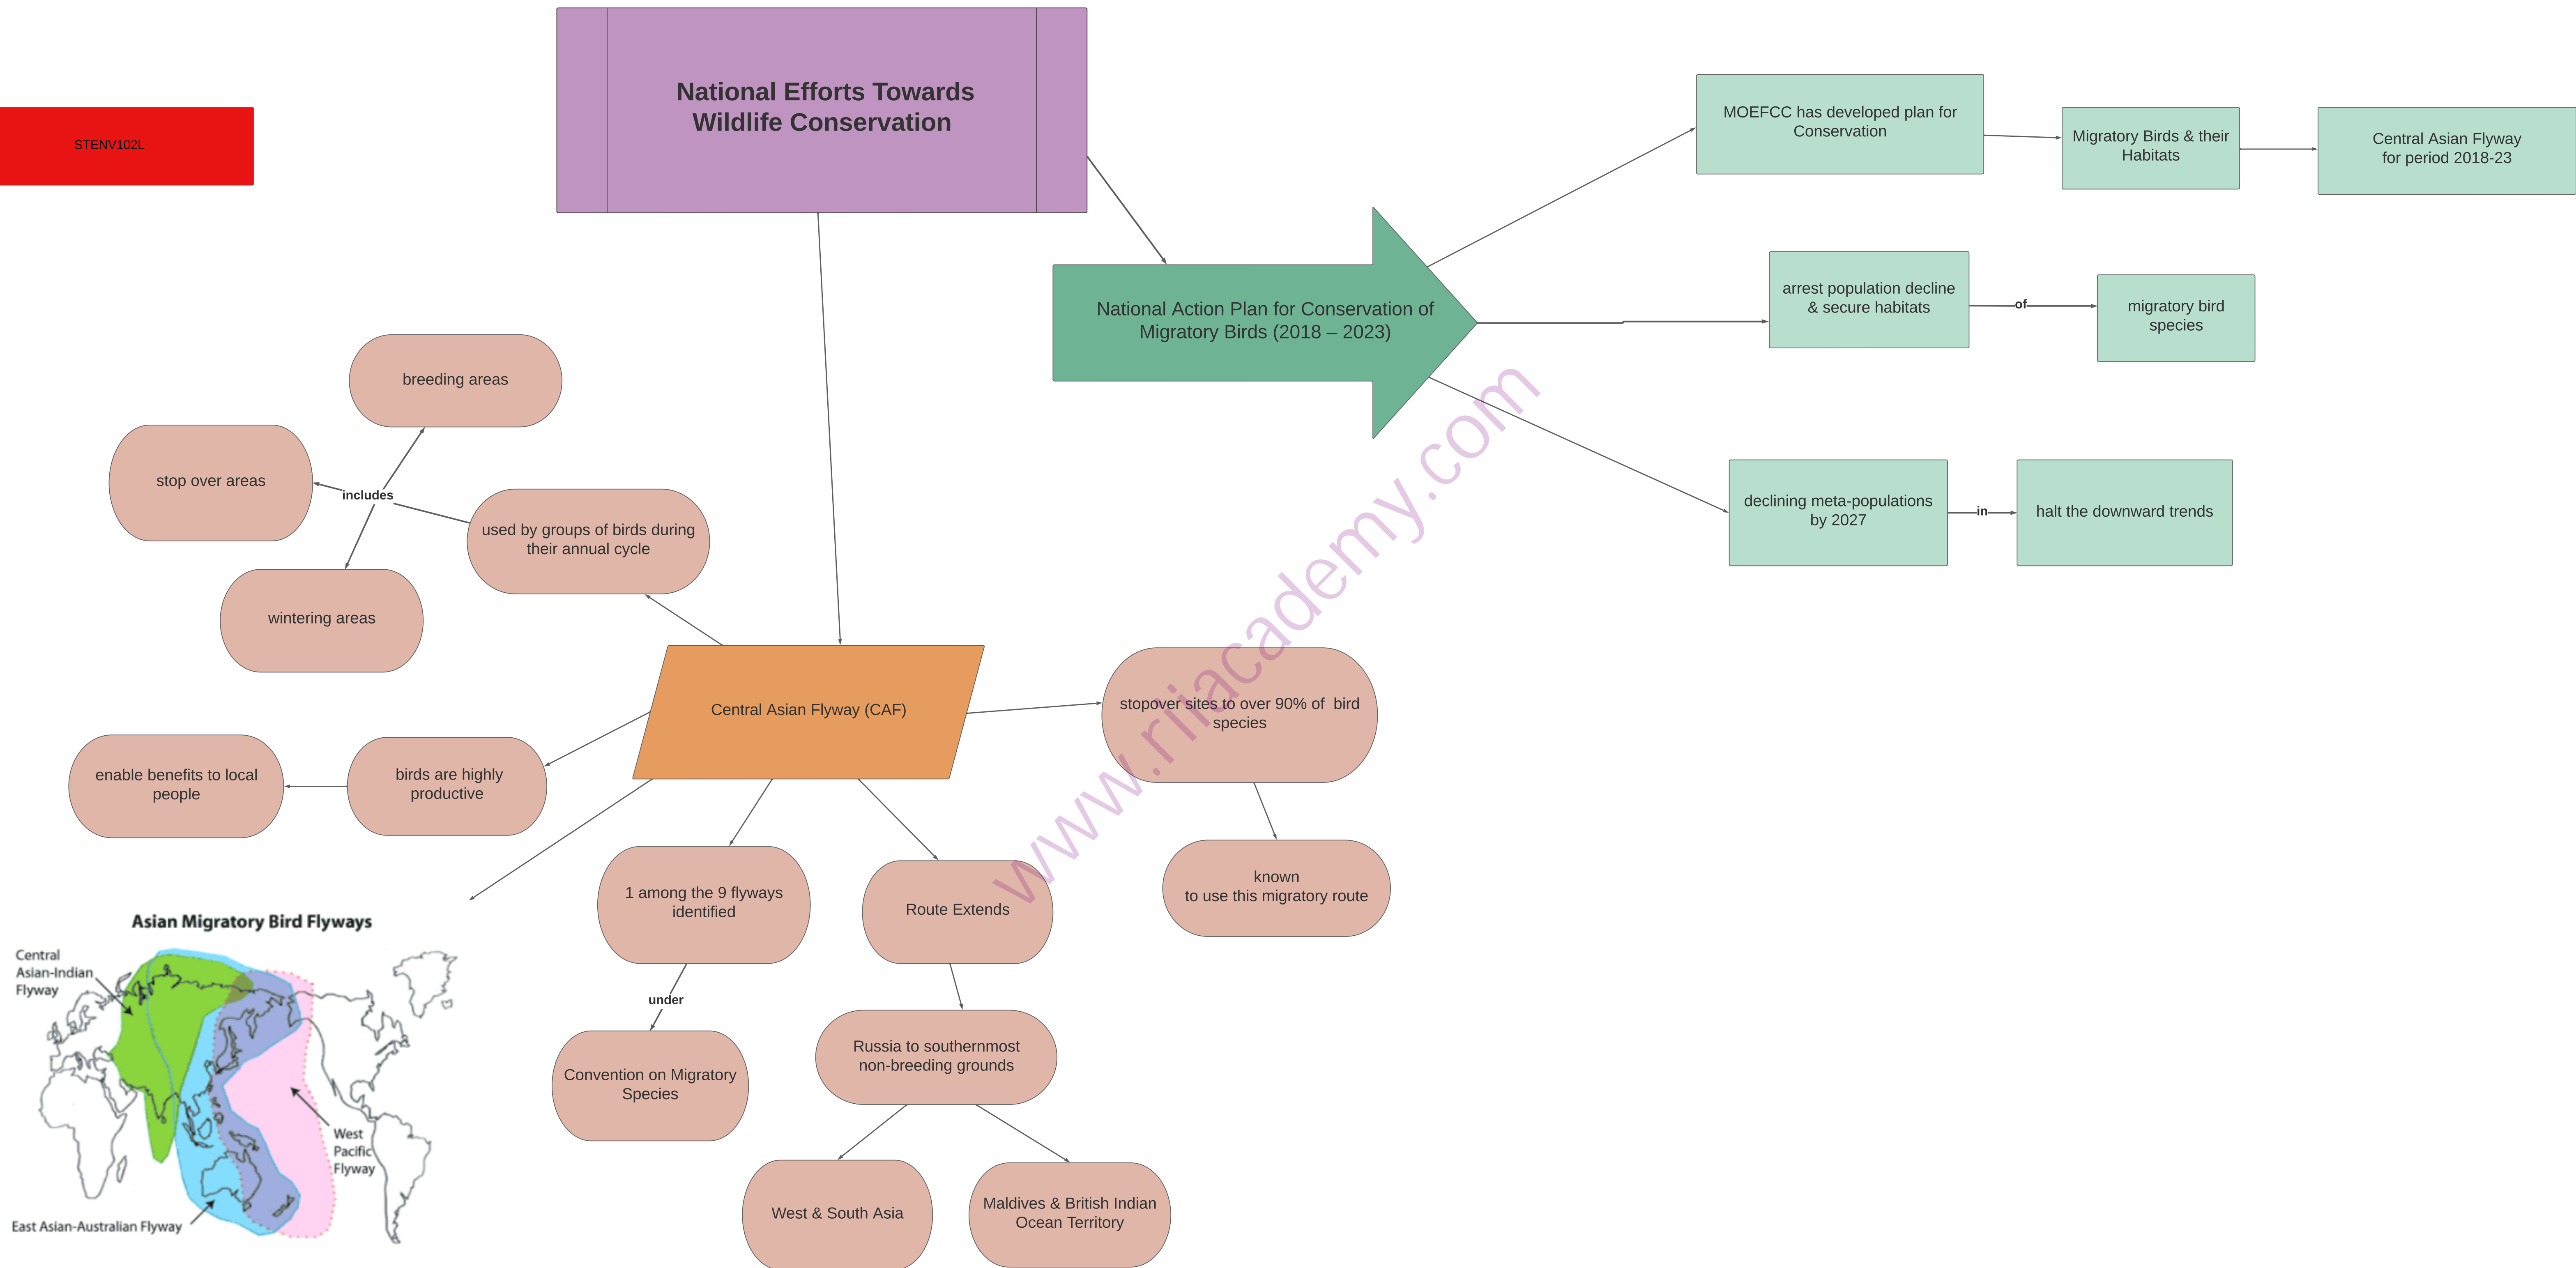 National Efforts Towards
Wildlife Conservation
STENV102L
MOEFCC has developed plan for
Conservation
Migratory Birds & their
Habitats
Central Asian Flyway
for period 2018-23
National Action Plan for Conservation of
Migratory Birds (2018 – 2023)
arrest population decline
& secure habitats
of
migratory bird
species
declining meta-populations
by 2027
in
halt the downward trends
breeding areas
stop over areas
includes
used by groups of birds during
their annual cycle
wintering areas
Central Asian Flyway (CAF)
stopover sites to over 90% of  bird
species
known
to use this migratory route
enable benefits to local
people
birds are highly
productive
1 among the 9 flyways
identified
under
Convention on Migratory
Species
Route Extends
Russia to southernmost
non-breeding grounds
West & South Asia
Maldives & British Indian
Ocean Territory
Asian Migratory Bird Flyways
Central
Asian-Indian
Flyway
West
Pacific
Flyway
East Asian-Australian Flyway